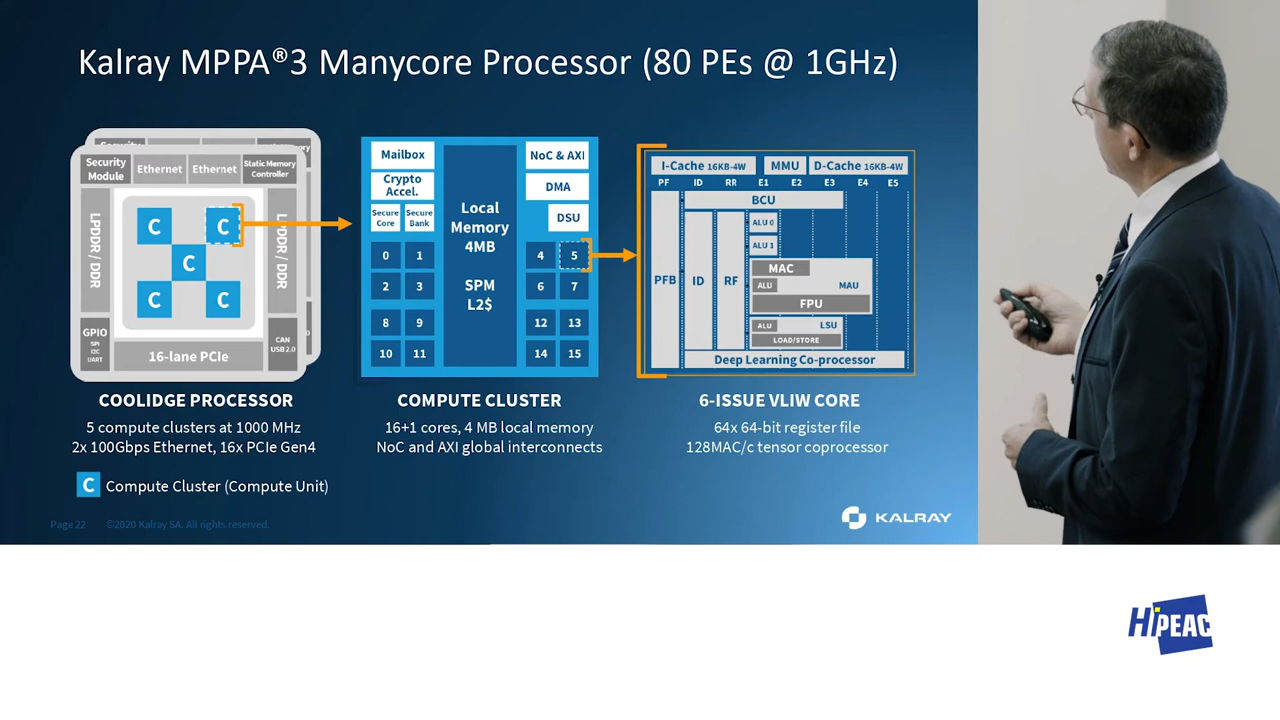 Kalray MPPA®3 Manycore Processor (80 PEs @ 1GHz)
Security
Module
Ethernet
Ethernet
Static Memory
Controller
LPDDR / DDR
LPDDR / DDR
C
C
C
C
C
GPIO
SPI
I2C
UART
16-lane PCIe
CAN
USB 2.0
COOLIDGE PROCESSOR
5 compute clusters at 1000 MHz
2x 100Gbps Ethernet, 16x PCIe Gen4
C Compute Cluster (Compute Unit)
Mailbox
Crypto
Accel.
Secure
Core
Secure
Bank
Local
Memory
4MB
SPM
L2$
NoC & AXI
DMA
DSU
0 1 4 5
2 3 6 7
8 9 12 13
10 11 14 15
COMPUTE CLUSTER
16+1 cores, 4 MB local memory
NoC and AXI global interconnects
I-Cache 16KB-4W MMU D-Cache 16KB-4W
PF ID RR E1 E2 E3 E4 E5
BCU
ALU 0
ALU 1
PFB ID RF
MAC
ALU MAU
FPU
ALU LSU
LOAD/STORE
Deep Learning Co-processor
6-ISSUE VLIW CORE
64x 64-bit register file
128MAC/c tensor coprocessor
Page 22 ©2020 Kalray SA. All rights reserved.
KALRAY
HiPEAC